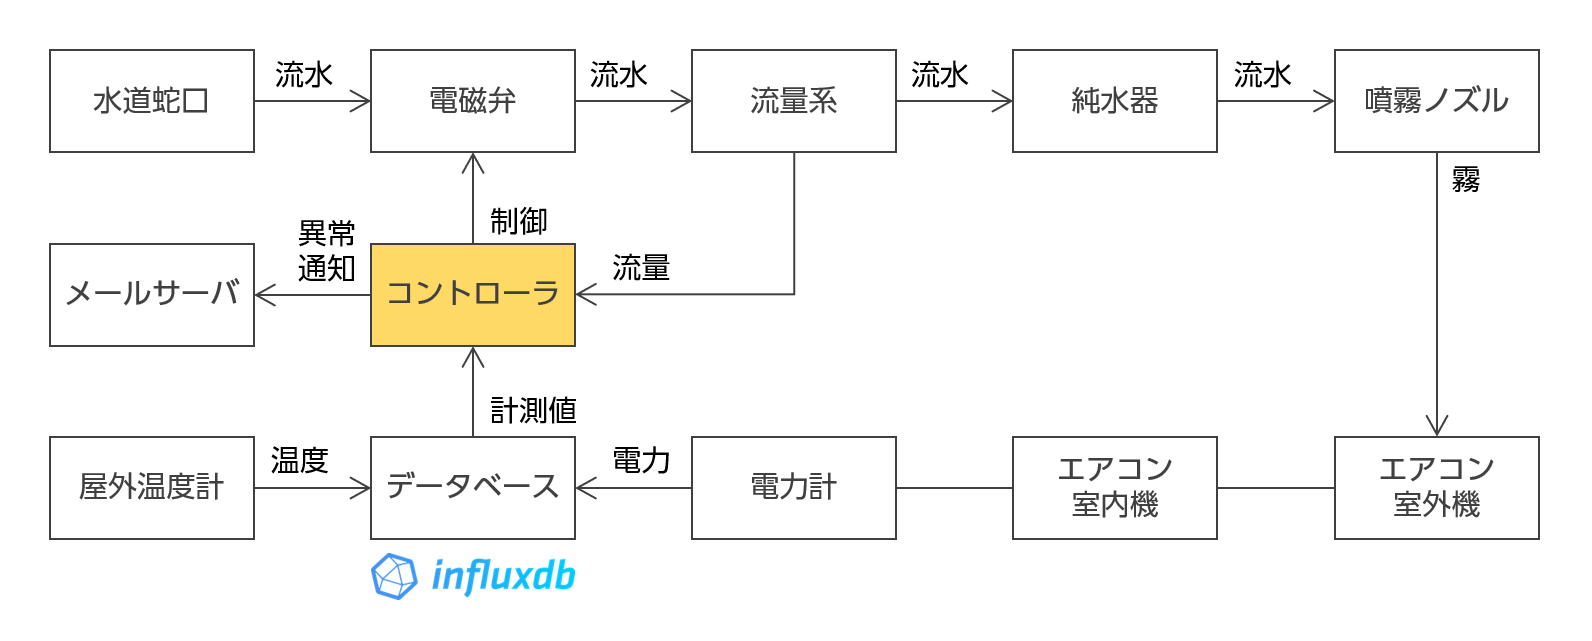 水道蛇口
流水
電磁弁
流水
流量系
流水
純水器
流水
噴霧ノズル
霧
制御
異常
通知
メールサーバ
コントローラ
流量
計測値
屋外温度計
温度
データベース
電力
電力計
エアコン
室内機
エアコン
室外機
influxdb